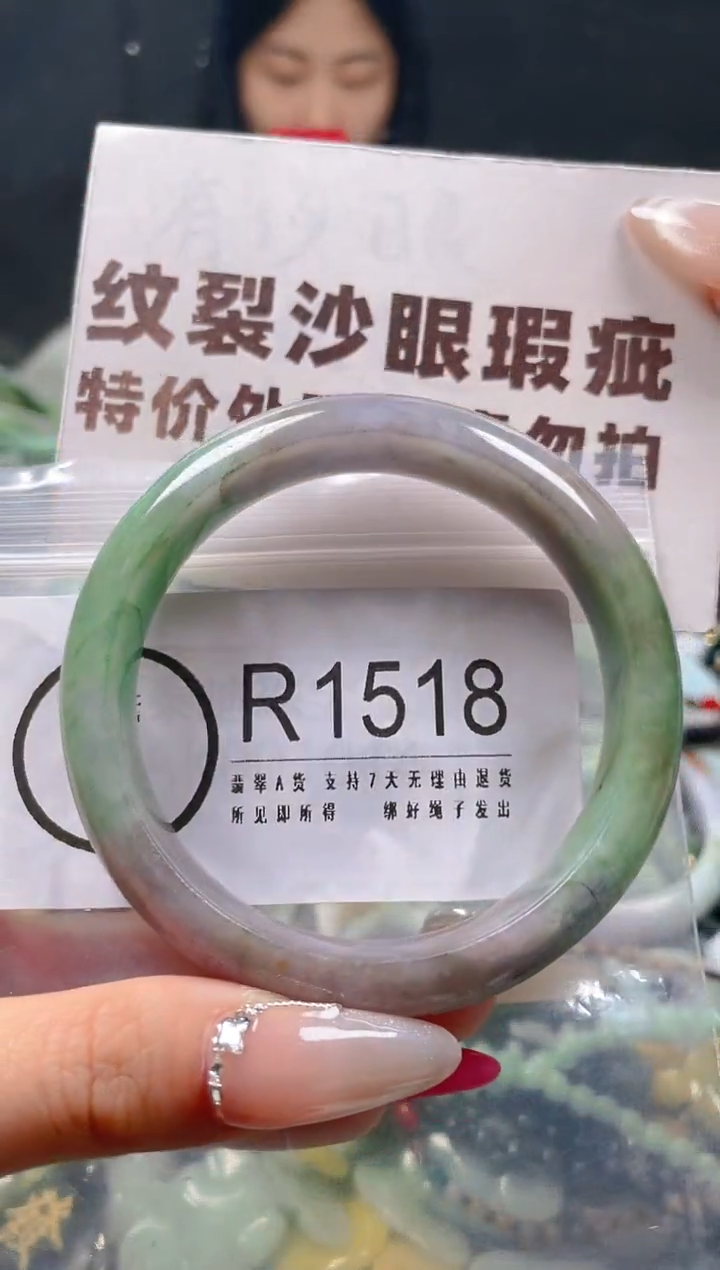 纹裂沙眼瑕疵
特价处 勿拍
R1518
翡翠A货 支持7天无理由退货
所见即所得 绑好绳子发出